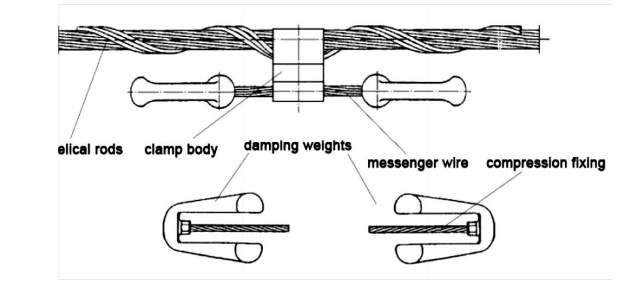 elical rods
clamp body
damping weights
messenger wire
compression fixing